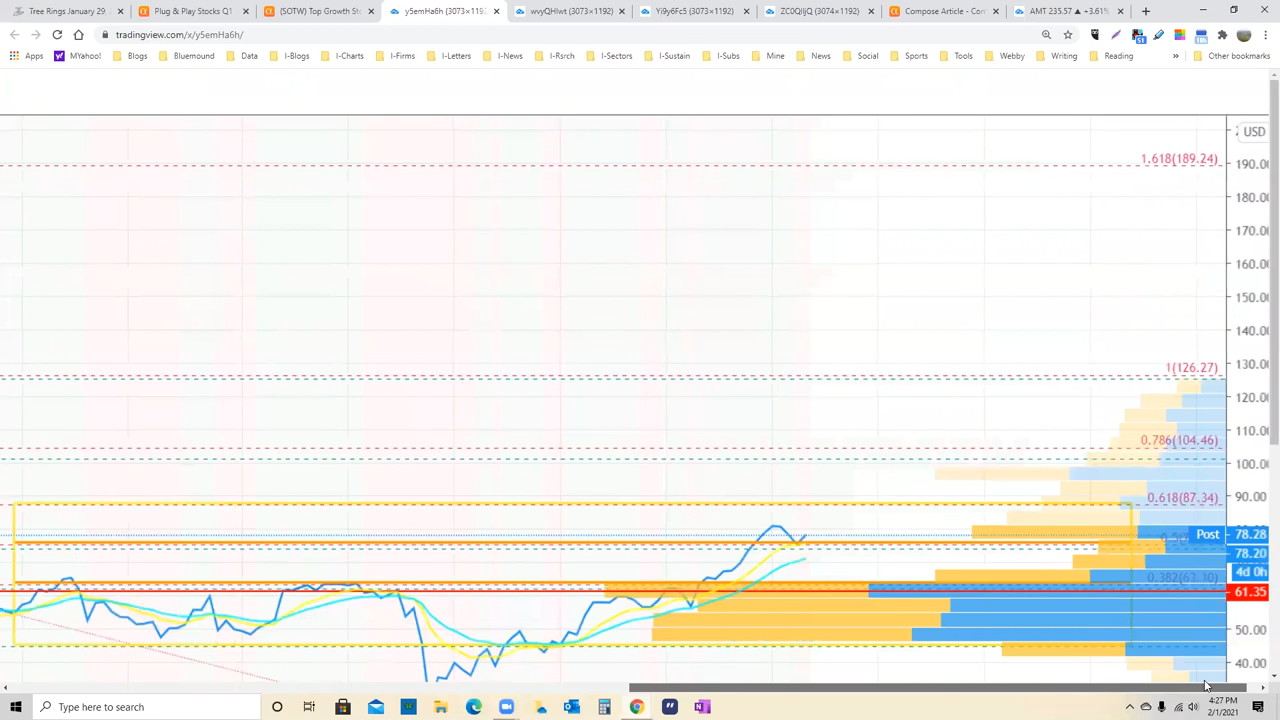 Tree Rings January 29,
Plug & Play Stocks Q1
(SOTW) Top Growth St
y5emHa6h (3073×1192
wvyQHIwt (3073×1192)
Yi9y6Fc5 (3073×1192)
ZC0QIljQ (3074×1192)
Compose Article - Con
AMT 235.57 ▲ +3.81%
tradingview.com/x/y5emHa6h/
Apps
MYahoo!
Blogs
Bluemound
Data
I-Blogs
I-Charts
I-Firms
I-Letters
I-News
I-Rsrch
I-Sectors
I-Sustain
I-Subs
Mine
News
Social
Sports
Tools
Webby
Writing
Reading
»
Other bookmarks
USD
1.618(189.24)
190.00
180.00
170.00
160.00
150.00
140.00
130.00
1(126.27)
120.00
110.00
0.786(104.46)
100.00
0.618(87.34)
90.00
Post
78.28
78.20
4d 0h
0.382(62.30)
61.35
50.00
40.00
Type here to search
4:27 PM
2/1/2021